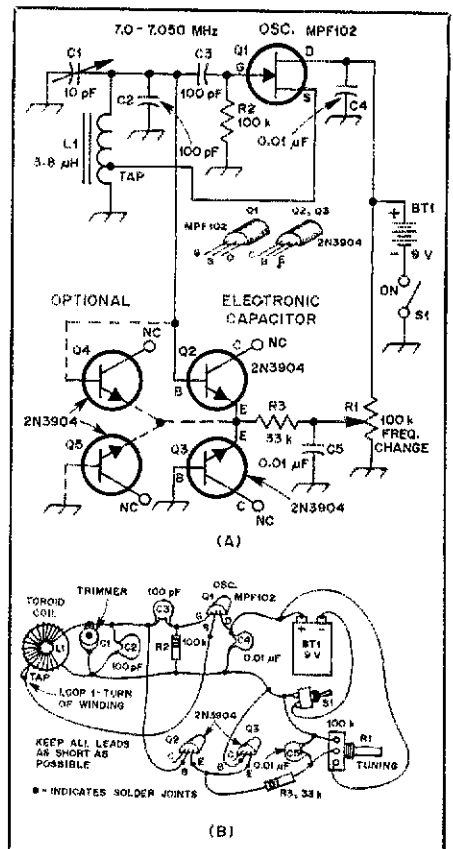 7.0 - 7.050 MHz
OSC. MPF102
Q1
D
G
S
C1
10 pF
C3
100 pF
C2
100 pF
R2
100 k
C4
0.01 µF
L1
3.8 µH
TAP
BT1
+
-
9 V
ON
S1
Q1
MPF102
G S D
Q2, Q3
2N3904
C B E
OPTIONAL
ELECTRONIC
CAPACITOR
NC
Q4
2N3904
Q5
NC
NC
C
Q2
2N3904
B
E
R3
33 k
R1
100 k
FREQ.
CHANGE
C5
0.01 µF
E
Q3
B
C
NC
2N3904
(A)
TOROID
COIL
TRIMMER
100 pF
C3
OSC.
Q1
MPF102
G
S
D
L1
C1
C2
100 pF
R2
100k
C4
0.01 µF
+ -
BT1
9 V
TAP
LOOP 1-TURN
OF WINDING
S1
KEEP ALL LEADS
AS SHORT AS
POSSIBLE
2N3904
Q2
C
B
E
Q3
C
B
E
C5
0.01 µF
100 k
R1
TUNING
R3, 33 k
- INDICATES SOLDER JOINTS
(B)